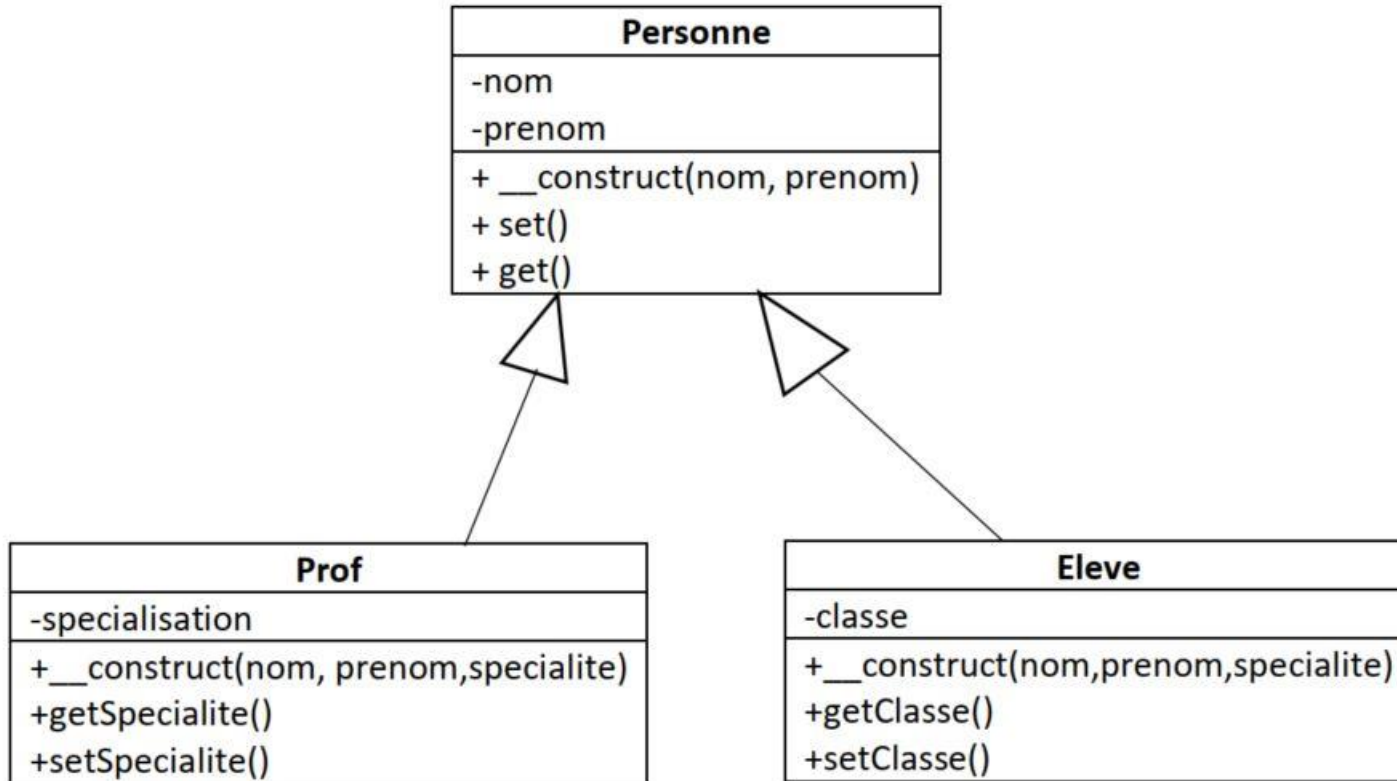 Personne
-nom
-prenom
+ __construct(nom, prenom)
+ set()
+ get()
Prof
-specialisation
+__construct(nom, prenom,specialite)
+getSpecialite()
+setSpecialite()
Eleve
-classe
+__construct(nom,prenom,specialite)
+getClasse()
+setClasse()